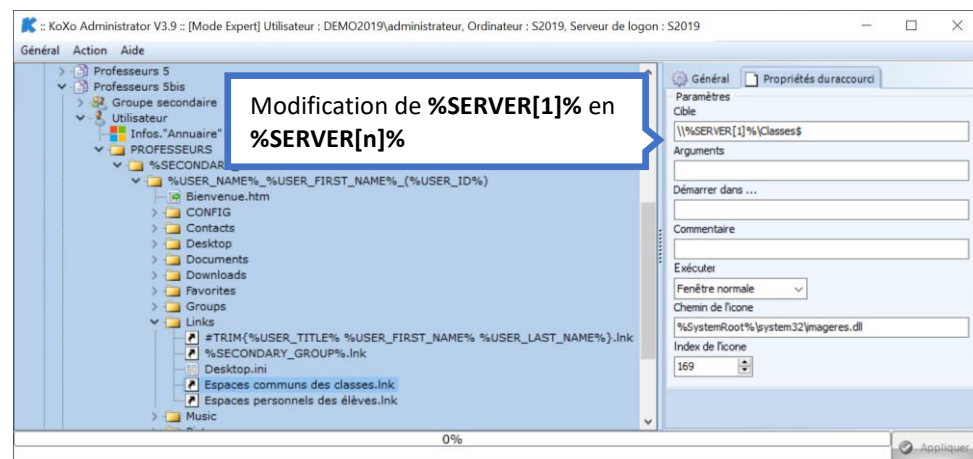 :: KoXo Administrator V3.9 :: [Mode Expert] Utilisateur : DEMO2019\administrateur, Ordinateur : S2019, Serveur de logon : S2019
Général Action Aide
Professeurs 5
Professeurs 5bis
Groupe secondaire
Utilisateur
Infos."Annuaire"
PROFESSEURS
%SECONDAR
%USER_NAME%_%USER_FIRST_NAME%_(%USER_ID%)
Bienvenue.htm
CONFIG
Contacts
Desktop
Documents
Downloads
Favorites
Groups
Links
#TRIM{%USER_TITLE% %USER_FIRST_NAME% %USER_LAST_NAME%}.lnk
%SECONDARY_GROUP%.lnk
Desktop.ini
Espaces communs des classes.lnk
Espaces personnels des élèves.lnk
Music
Modification de %SERVER[1]% en
%SERVER[n]%
Général Propriétés du raccourci
Paramètres
Cible
\\%SERVER[1]%\Classes$
Arguments
Démarrer dans ...
Commentaire
Exécuter
Fenêtre normale
Chemin de l'icone
%SystemRoot%\system32\imageres.dll
Index de l'icone
169
0%
Appliquer